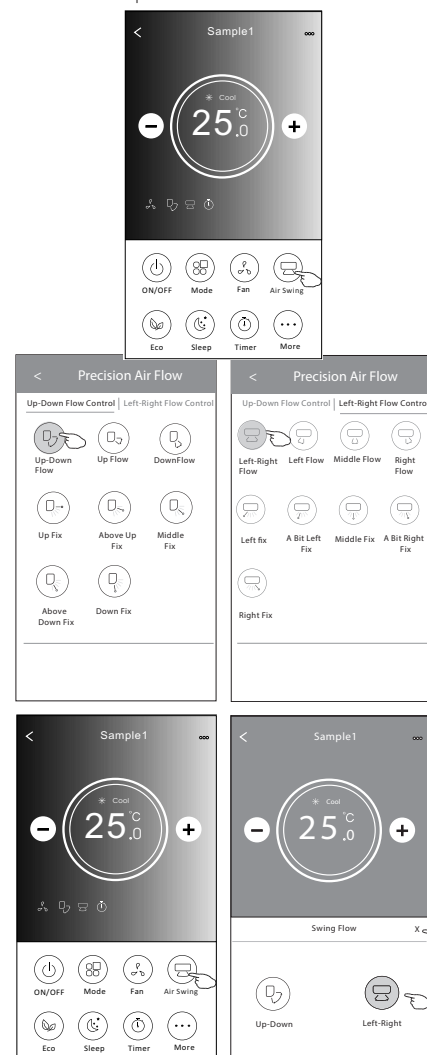 Sample1
Cool
25.0 °C
ON/OFF Mode Fan Air Swing
Eco Sleep Timer More
< Precision Air Flow
Up-Down Flow Control | Left-Right Flow Control
Up-Down Flow
Up Flow
DownFlow
Up Fix
Above Up Fix
Middle Fix
Above Down Fix
Down Fix
< Precision Air Flow
Up-Down Flow Control | Left-Right Flow Contro
Left-Right Flow
Left Flow
Middle Flow
Right Flow
Left fix
A Bit Left Fix
Middle Fix
A Bit Right Fix
Right Fix
Sample1
Cool
25.0 °C
ON/OFF Mode Fan Air Swing
Eco Sleep Timer More
Sample1
Cool
25.0 °C
Swing Flow X
Up-Down Left-Right